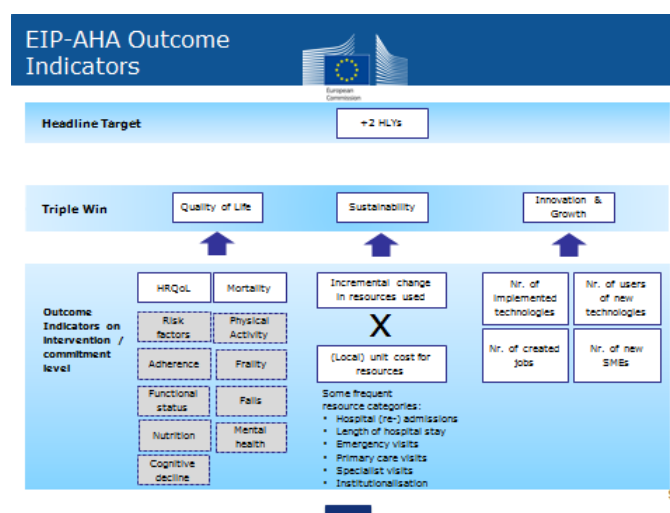 EIP-AHA Outcome
Indicators
European
Commission
Headline Target
+2 HLYs
Triple Win
Quality of Life
Sustainability
Innovation &
Growth
Outcome
Indicators on
Intervention /
commitment
level
HRQoL
Mortality
Risk
factors
Physical
Activity
Adherence
Frailty
Functional
status
Falls
Nutrition
Mental
health
Cognitive
decline
Incremental change
in resources used
X
(Local) unit cost for
resources
Some frequent
resource categories:
• Hospital (re-) admissions
• Length of hospital stay
• Emergency visits
• Primary care visits
• Specialist visits
• Institutionalisation
Nr. of
implemented
technologies
Nr. of users
of new
technologies
Nr. of created
jobs
Nr. of new
SMEs